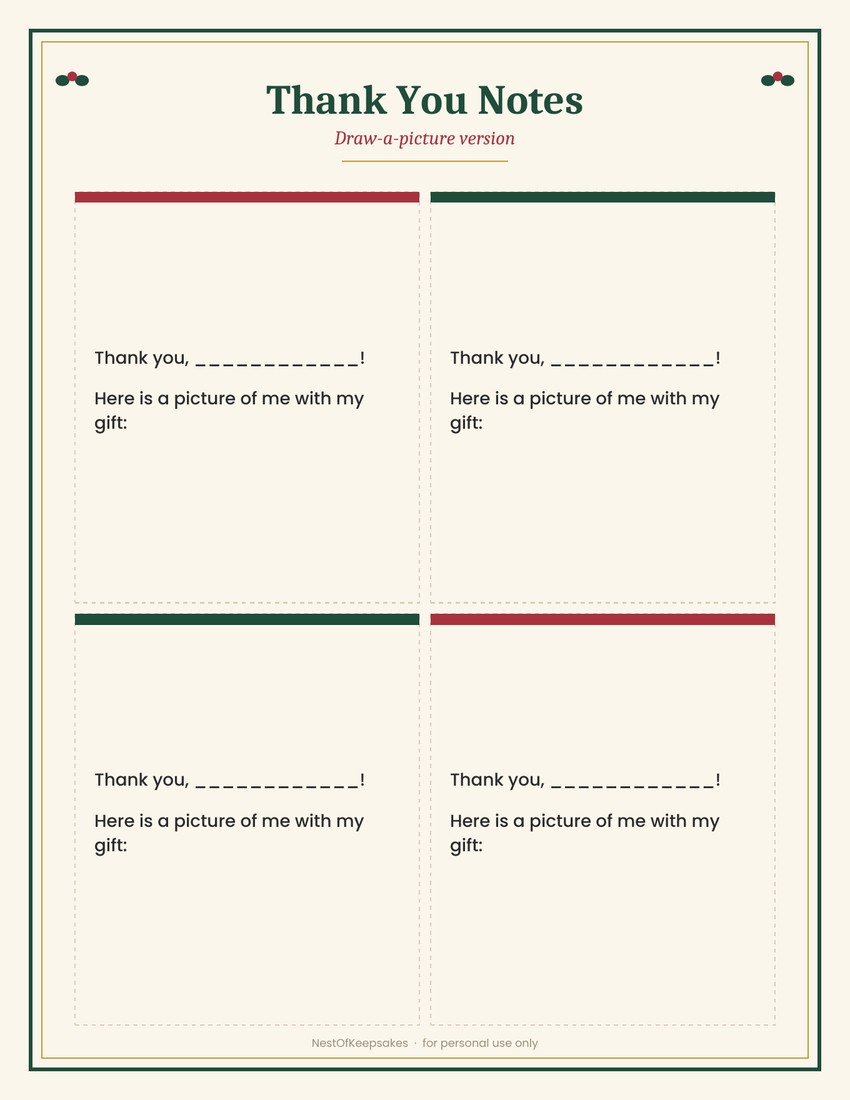 Thank You Notes
Draw-a-picture version
Thank you, ____________!
Here is a picture of me with my
gift:
Thank you, ____________!
Here is a picture of me with my
gift:
Thank you, ____________!
Here is a picture of me with my
gift:
Thank you, ____________!
Here is a picture of me with my
gift:
NestOfKeepsakes · for personal use only